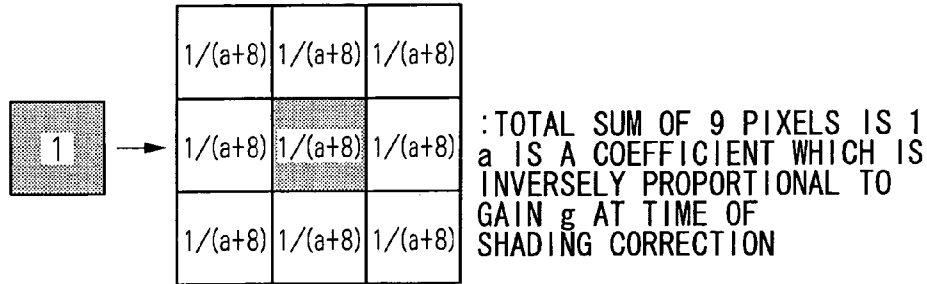 1/(a+8) 1/(a+8) 1/(a+8)
1 1/(a+8) 1/(a+8) 1/(a+8)
1/(a+8) 1/(a+8) 1/(a+8)
:TOTAL SUM OF 9 PIXELS IS 1
a IS A COEFFICIENT WHICH IS
INVERSELY PROPORTIONAL TO
GAIN g AT TIME OF
SHADING CORRECTION